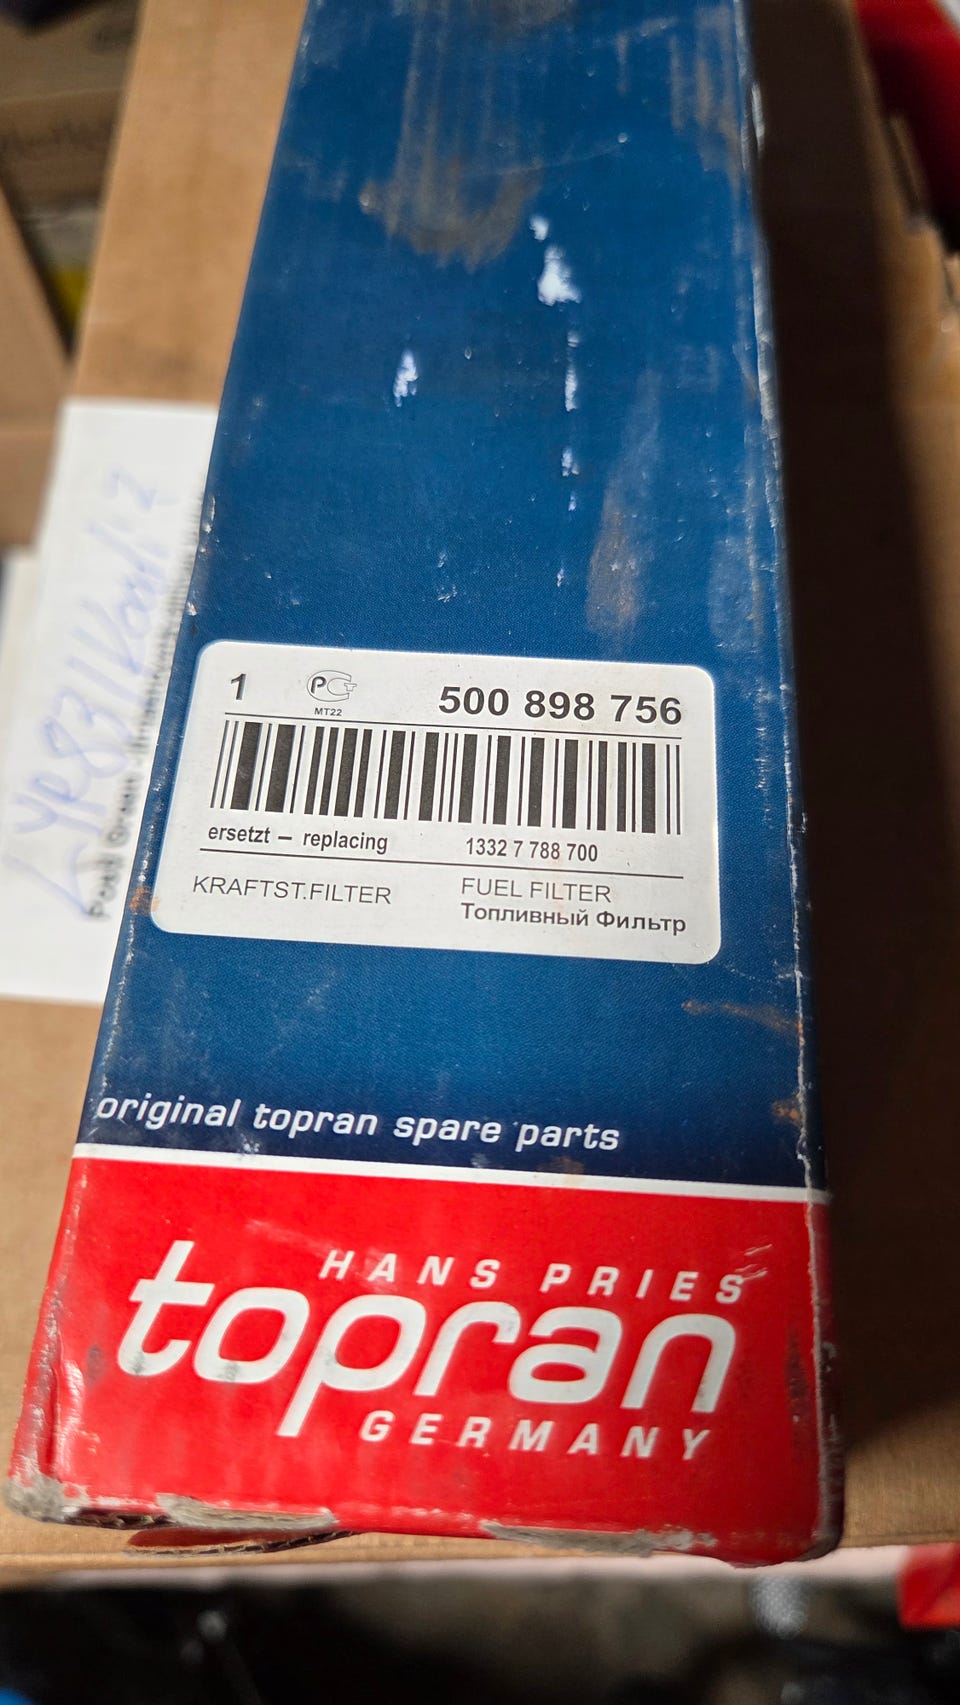 1 PCT 500 898 756
MT22
ersetzt – replacing 1332 7 788 700
KRAFTST.FILTER FUEL FILTER
Топливный Фильтр
original topran spare parts
HANS PRIES
topran
GERMANY